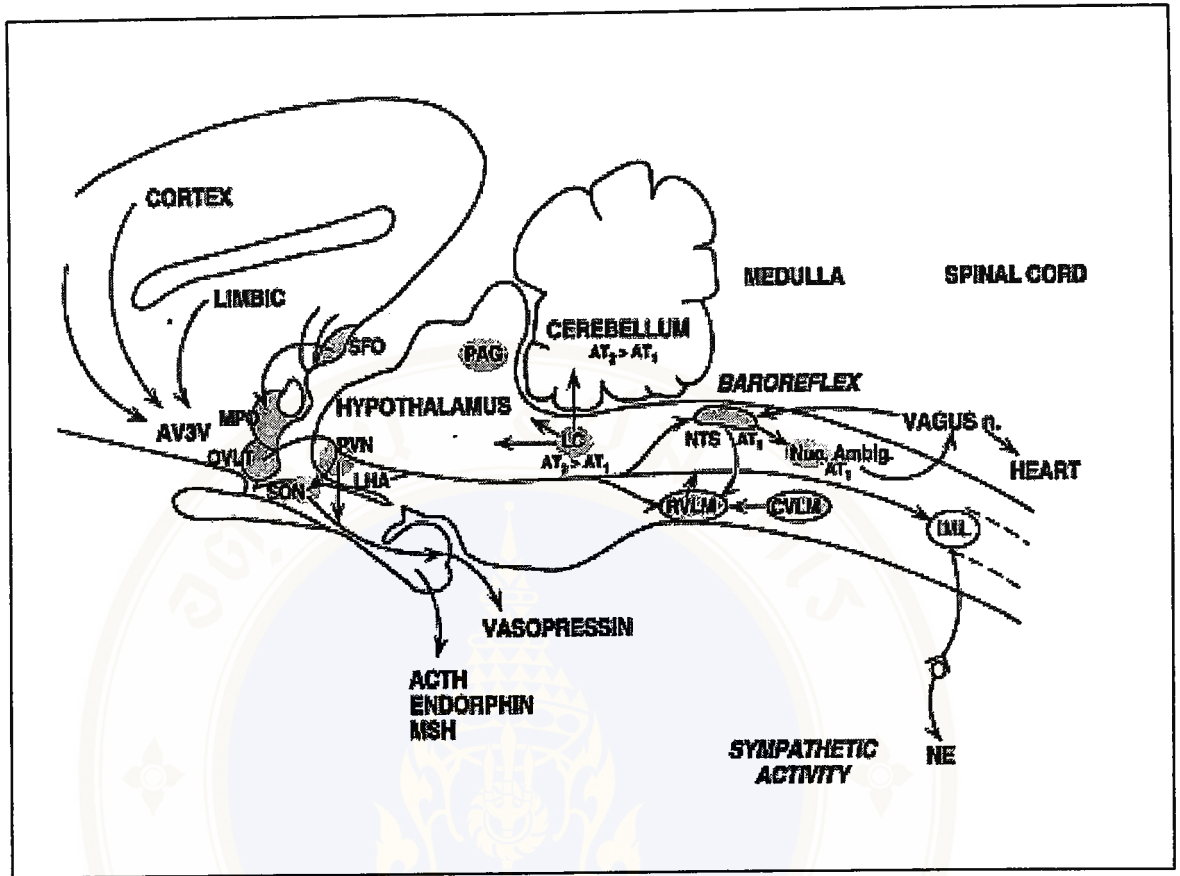 CORTEX
LIMBIC
SFO
MPO
AV3V
OVLT
HYPOTHALAMUS
PVN
SON
LHA
PAG
CEREBELLUM
AT₂ > AT₁
LC
AT₂ > AT₁
MEDULLA
SPINAL CORD
BAROREFLEX
NTS
AT₁
Nuc. Ambig.
AT₁
VAGUS n.
HEART
RVLM
CVLM
IML
VASOPRESSIN
ACTH
ENDORPHIN
MSH
SYMPATHETIC
ACTIVITY
NE